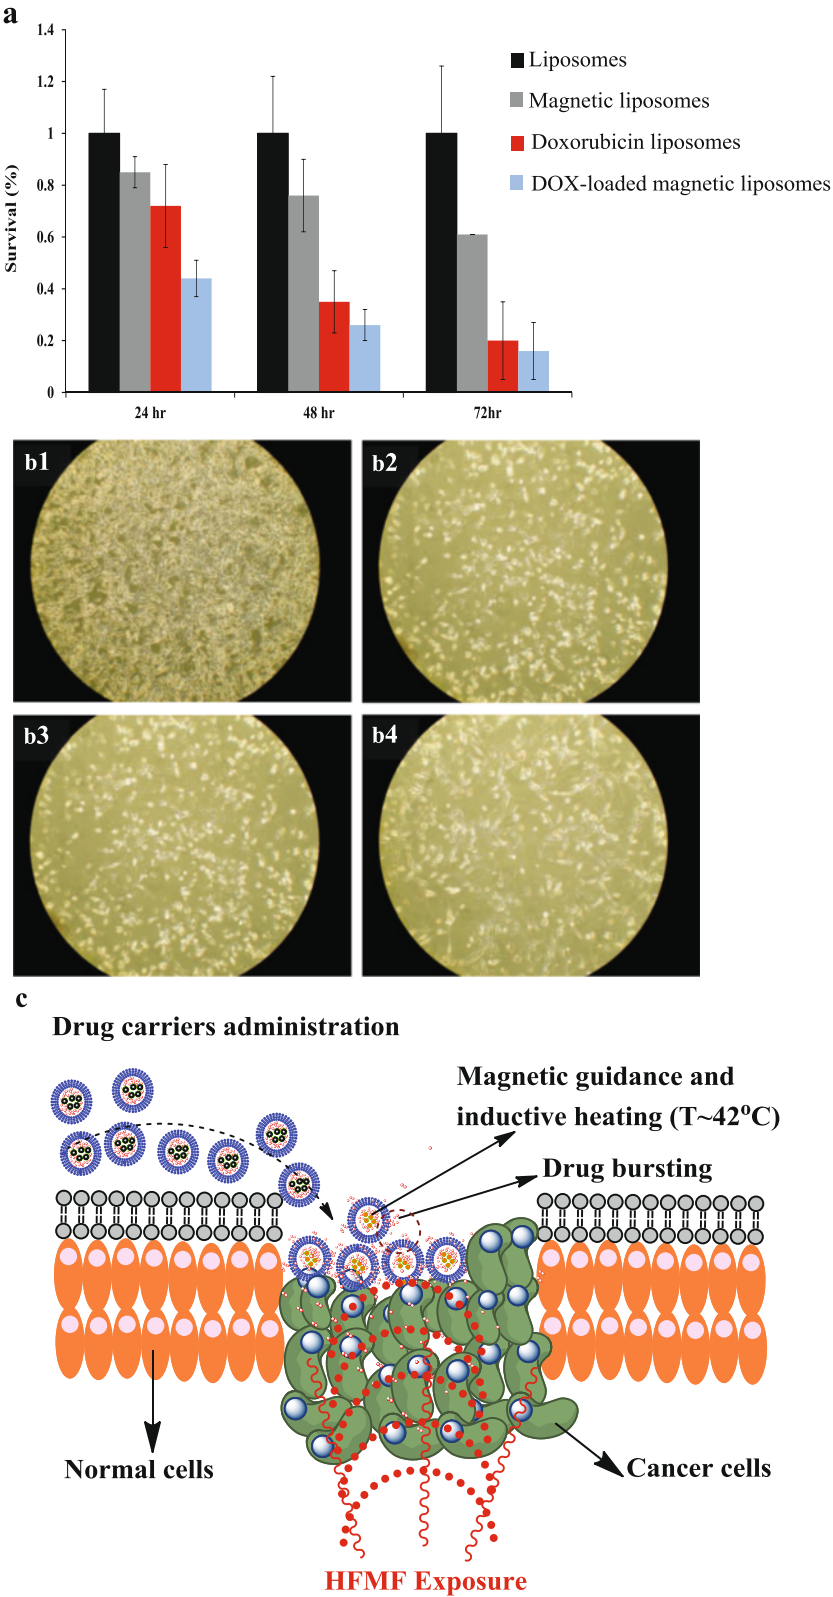 a
1.4
1.2
1
0.8
0.6
0.4
0.2
0
Survival (%)
24 hr
48 hr
72hr
Liposomes
Magnetic liposomes
Doxorubicin liposomes
DOX-loaded magnetic liposomes
b1
b2
b3
b4
c
Drug carriers administration
Magnetic guidance and
inductive heating (T~42°C)
Drug bursting
Normal cells
Cancer cells
HFMF Exposure